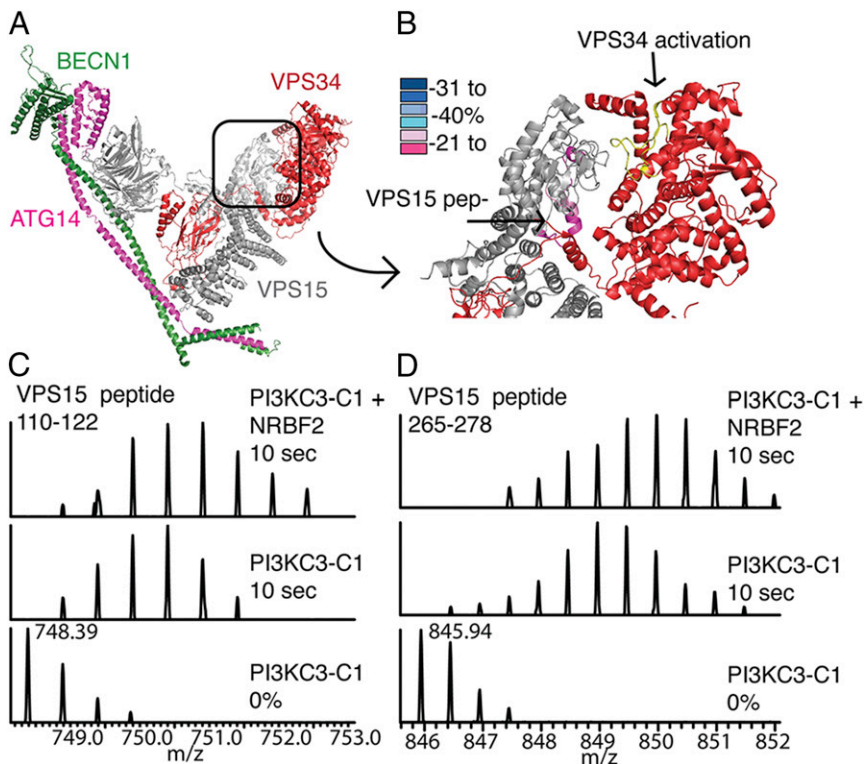 A
BECN1
VPS34
ATG14
VPS15
B
VPS34 activation
-31 to
-40%
-21 to
VPS15 pep-
C
VPS15 peptide
110-122
PI3KC3-C1 +
NRBF2
10 sec
PI3KC3-C1
10 sec
748.39
PI3KC3-C1
0%
749.0 750.0 751.0 752.0 753.0
m/z
D
VPS15 peptide
265-278
PI3KC3-C1 +
NRBF2
10 sec
PI3KC3-C1
10 sec
845.94
PI3KC3-C1
0%
846 847 848 849 850 851 852
m/z